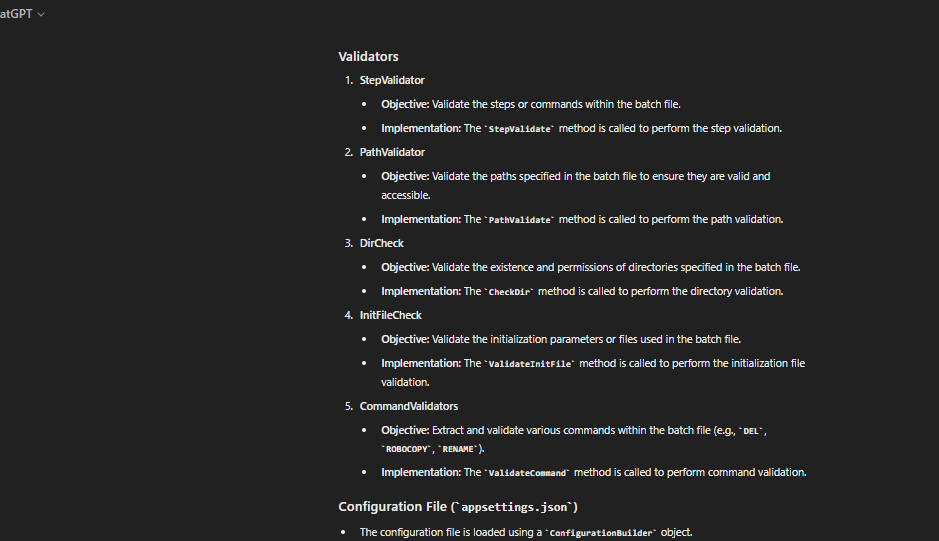 atGPT
Validators
1. StepValidator
• Objective: Validate the steps or commands within the batch file.
• Implementation: The `StepValidate` method is called to perform the step validation.
2. PathValidator
• Objective: Validate the paths specified in the batch file to ensure they are valid and
accessible.
• Implementation: The `PathValidate` method is called to perform the path validation.
3. DirCheck
• Objective: Validate the existence and permissions of directories specified in the batch file.
• Implementation: The `CheckDir` method is called to perform the directory validation.
4. InitFileCheck
• Objective: Validate the initialization parameters or files used in the batch file.
• Implementation: The `ValidateInitFile` method is called to perform the initialization file
validation.
5. CommandValidators
• Objective: Extract and validate various commands within the batch file (e.g., `DEL`,
`ROBOCOPY`, `RENAME`).
• Implementation: The `ValidateCommand` method is called to perform command validation.
Configuration File (`appsettings.json`)
• The configuration file is loaded using a `ConfigurationBuilder` object.